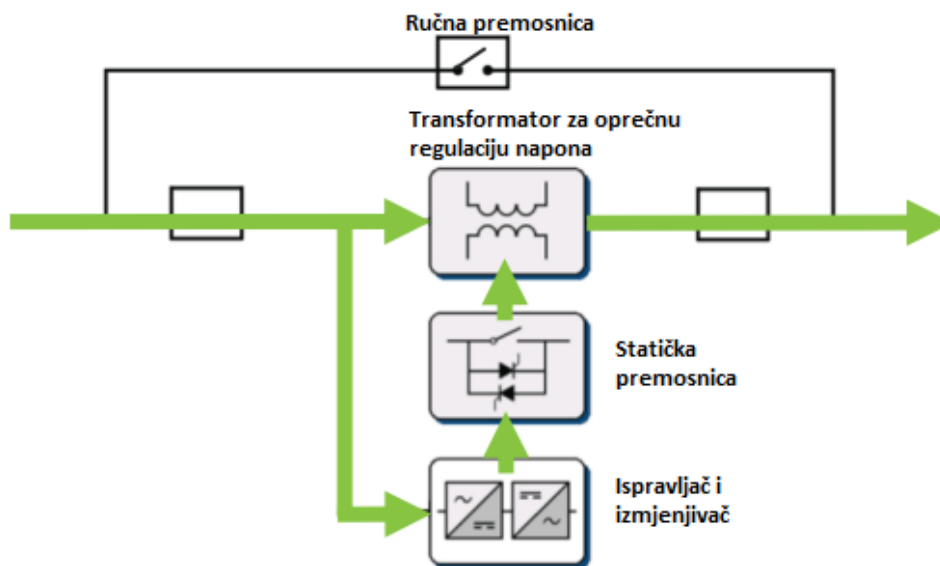 Ručna premosnica
Transformator za oprečnu
regulaciju napona
Statička
premosnica
Ispravljač i
izmjenjivač